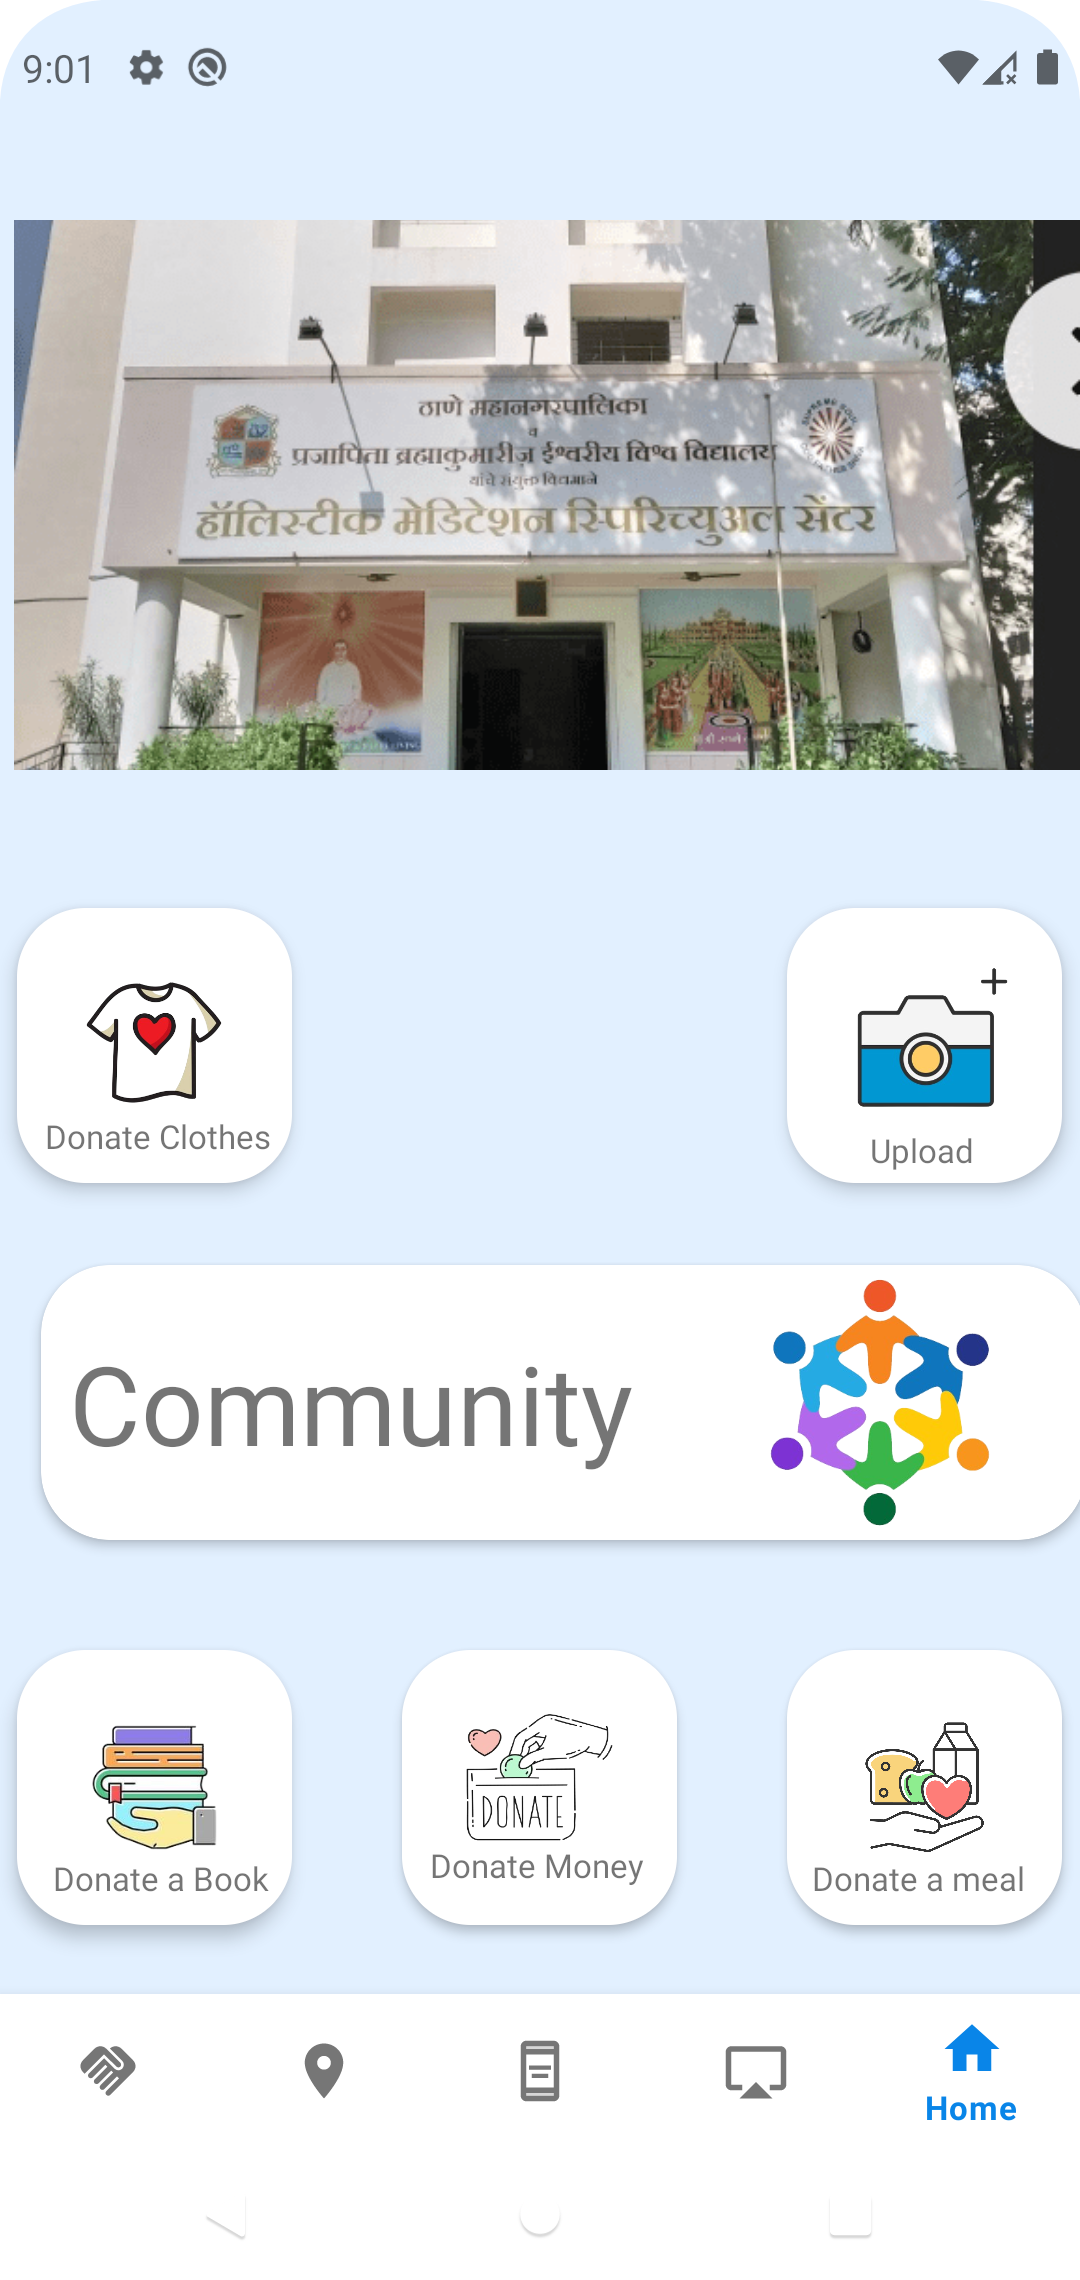 9:01
ठाणे महानगरपालिका
व
प्रजापिता ब्रह्माकुमारीज़ ईश्वरीय विश्व विद्यालय
यांचे संयुक्त विद्यमाने
हॉलिस्टीक मेडिटेशन स्पिरिच्युअल सेंटर
Donate Clothes
Upload
Community
DONATE
Donate a Book
Donate Money
Donate a meal
Home